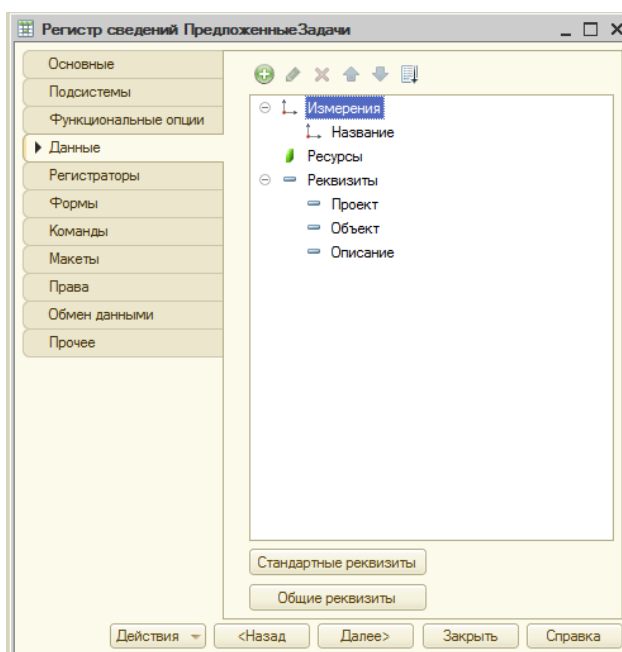 Регистр сведений ПредложенныеЗадачи
Основные
Подсистемы
Функциональные опции
Данные
Регистраторы
Формы
Команды
Макеты
Права
Обмен данными
Прочее
Измерения
Название
Ресурсы
Реквизиты
Проект
Объект
Описание
Стандартные реквизиты
Общие реквизиты
Действия <Назад Далее> Закрыть Справка